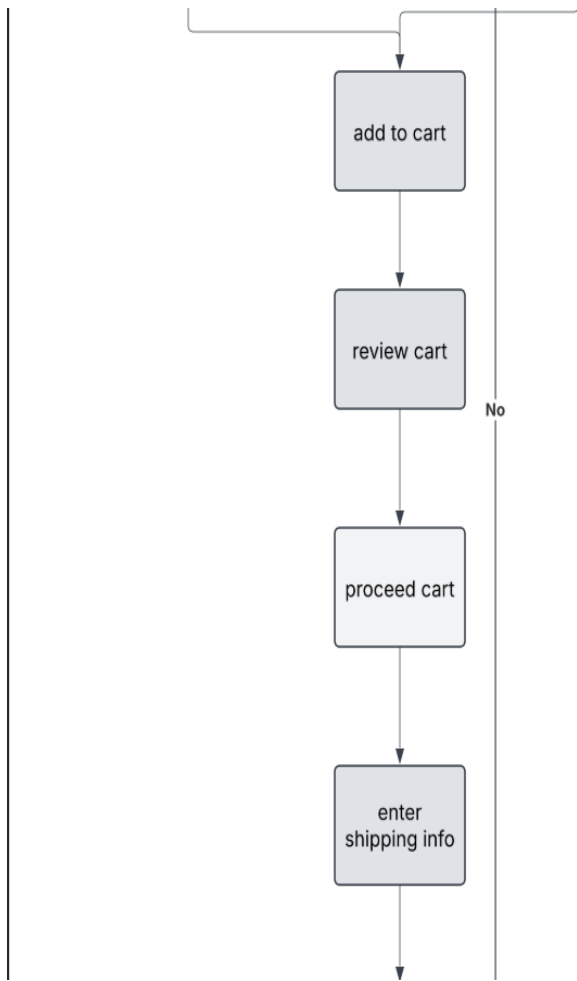 add to cart
review cart
No
proceed cart
enter
shipping info